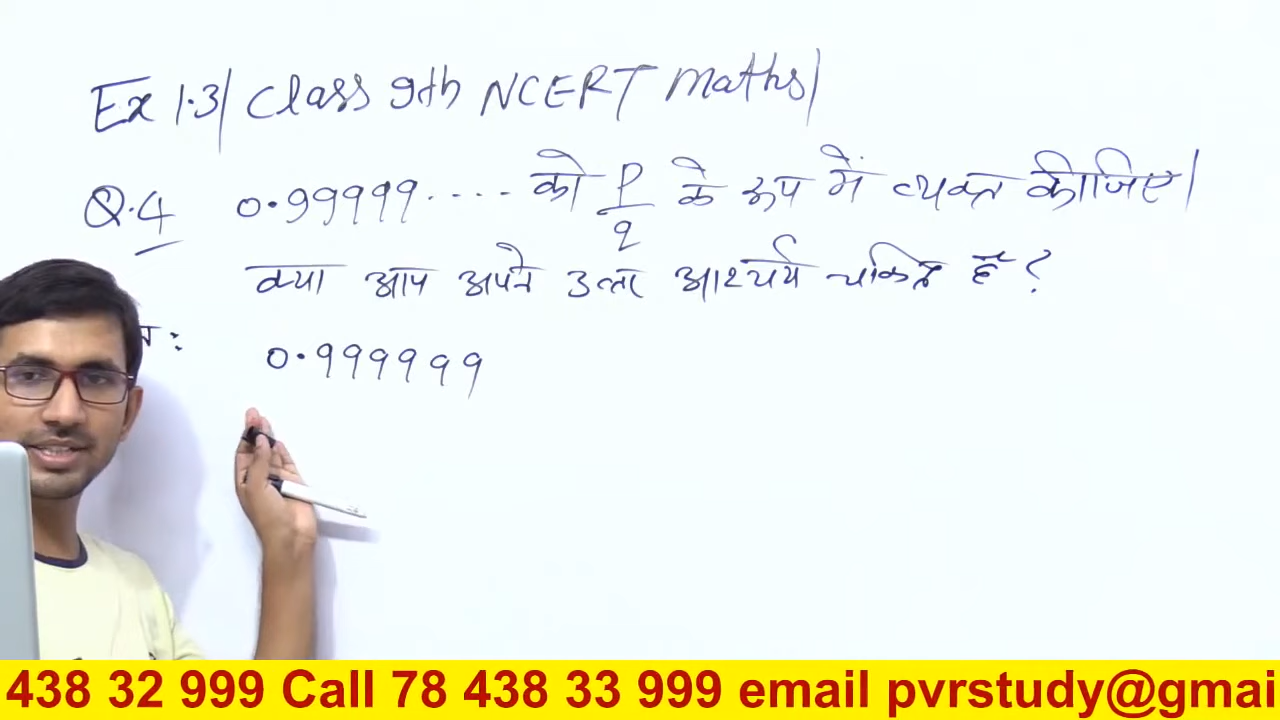 Ex 1.3/ Class 9th NCERT Maths/
Q.4 0.99999.... को p/q के रूप में व्यक्त कीजिए।
क्या आप अपने उत्तर आश्चर्य चकित हैं ?
:
0.999999
438 32 999 Call 78 438 33 999 email pvrstudy@gmai